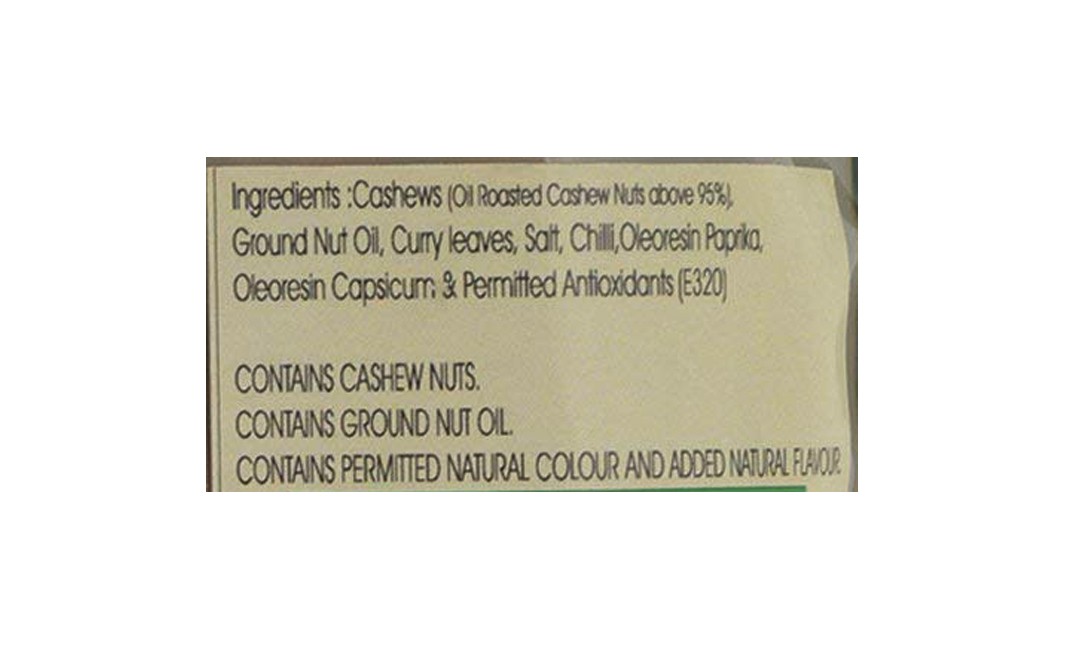 Ingredients :Cashews (Oil Roasted Cashew Nuts above 95%),
Ground Nut Oil, Curry leaves, Salt, Chilli,Oleoresin Paprika,
Oleoresin Capsicum & Permitted Antioxidants (E320)
CONTAINS CASHEW NUTS.
CONTAINS GROUND NUT OIL.
CONTAINS PERMITTED NATURAL COLOUR AND ADDED NATURAL FLAVOUR.